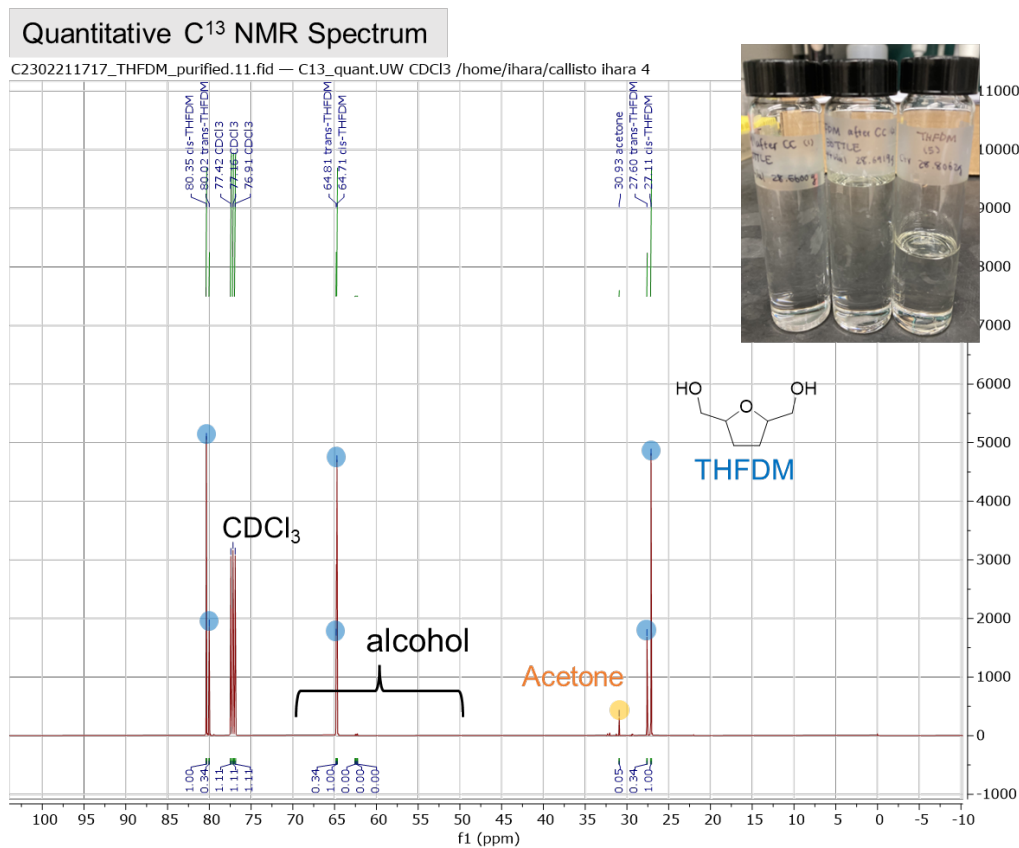 Quantitative C¹³ NMR Spectrum
C2302211717_THFDM_purified.11.fid — C13_quant.UW CDCl3 /home/ihara/callisto ihara 4
80.35 cis-THFDM
80.02 trans-THFDM
77.42 CDCl3
77.16 CDCl3
76.91 CDCl3
64.81 trans-THFDM
64.71 cis-THFDM
30.93 acetone
27.60 trans-THFDM
27.11 cis-THFDM
after CC (1)
after CC
BOTTLE
THFDM
(5)
11000
10000
9000
8000
7000
6000
5000
4000
3000
2000
1000
0
-1000
HO
O
OH
THFDM
CDCl₃
alcohol
Acetone
1.00
0.34
1.11
1.11
1.11
0.34
1.00
0.00
0.00
0.00
0.05
0.34
1.00
100 95 90 85 80 75 70 65 60 55 50 45 40 35 30 25 20 15 10 5 0 -5 -10
f1 (ppm)